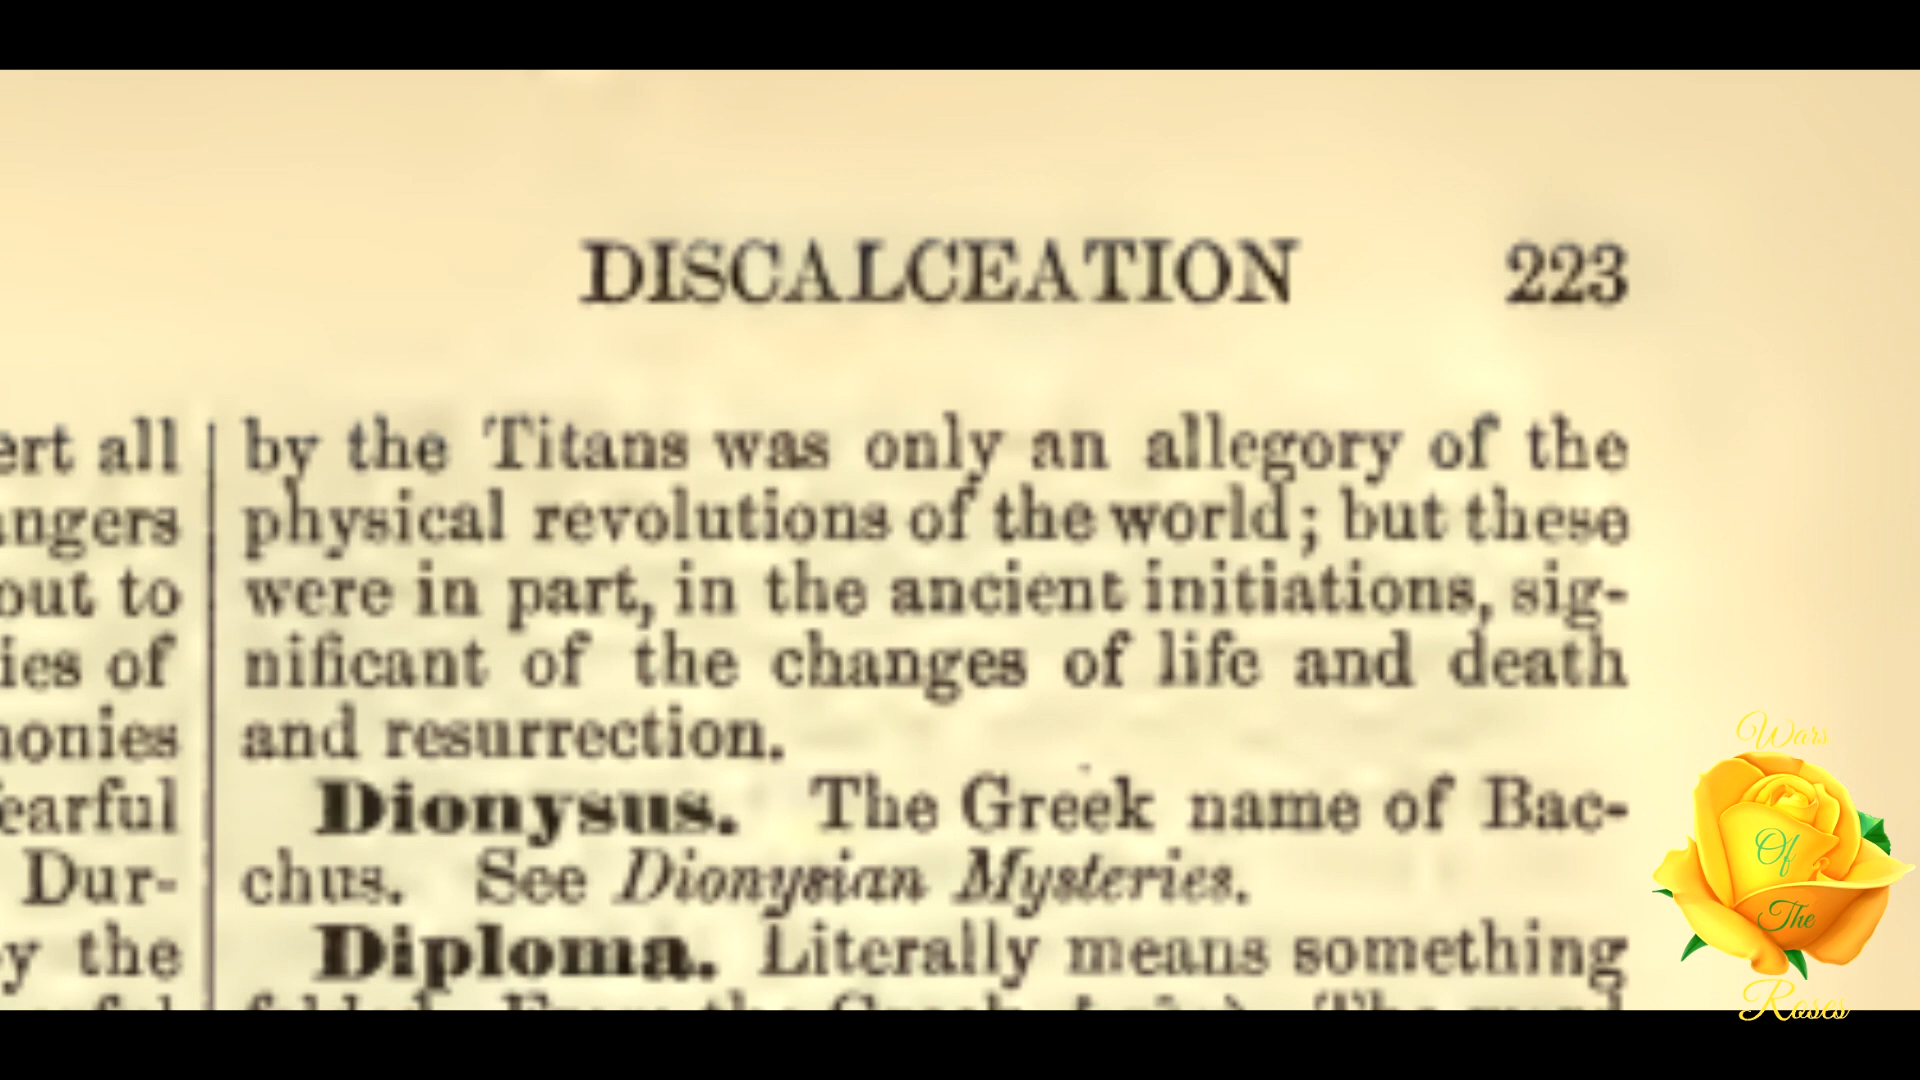 DISCALCEATION 223
ert all
angers
out to
ies of
monies
fearful
Dur-
y the
by the Titans was only an allegory of the
physical revolutions of the world; but these
were in part, in the ancient initiations, sig-
nificant of the changes of life and death
and resurrection.
Dionysus. The Greek name of Bac-
chus. See Dionysian Mysteries.
Diploma. Literally means something
Wars
Of
The
Roses